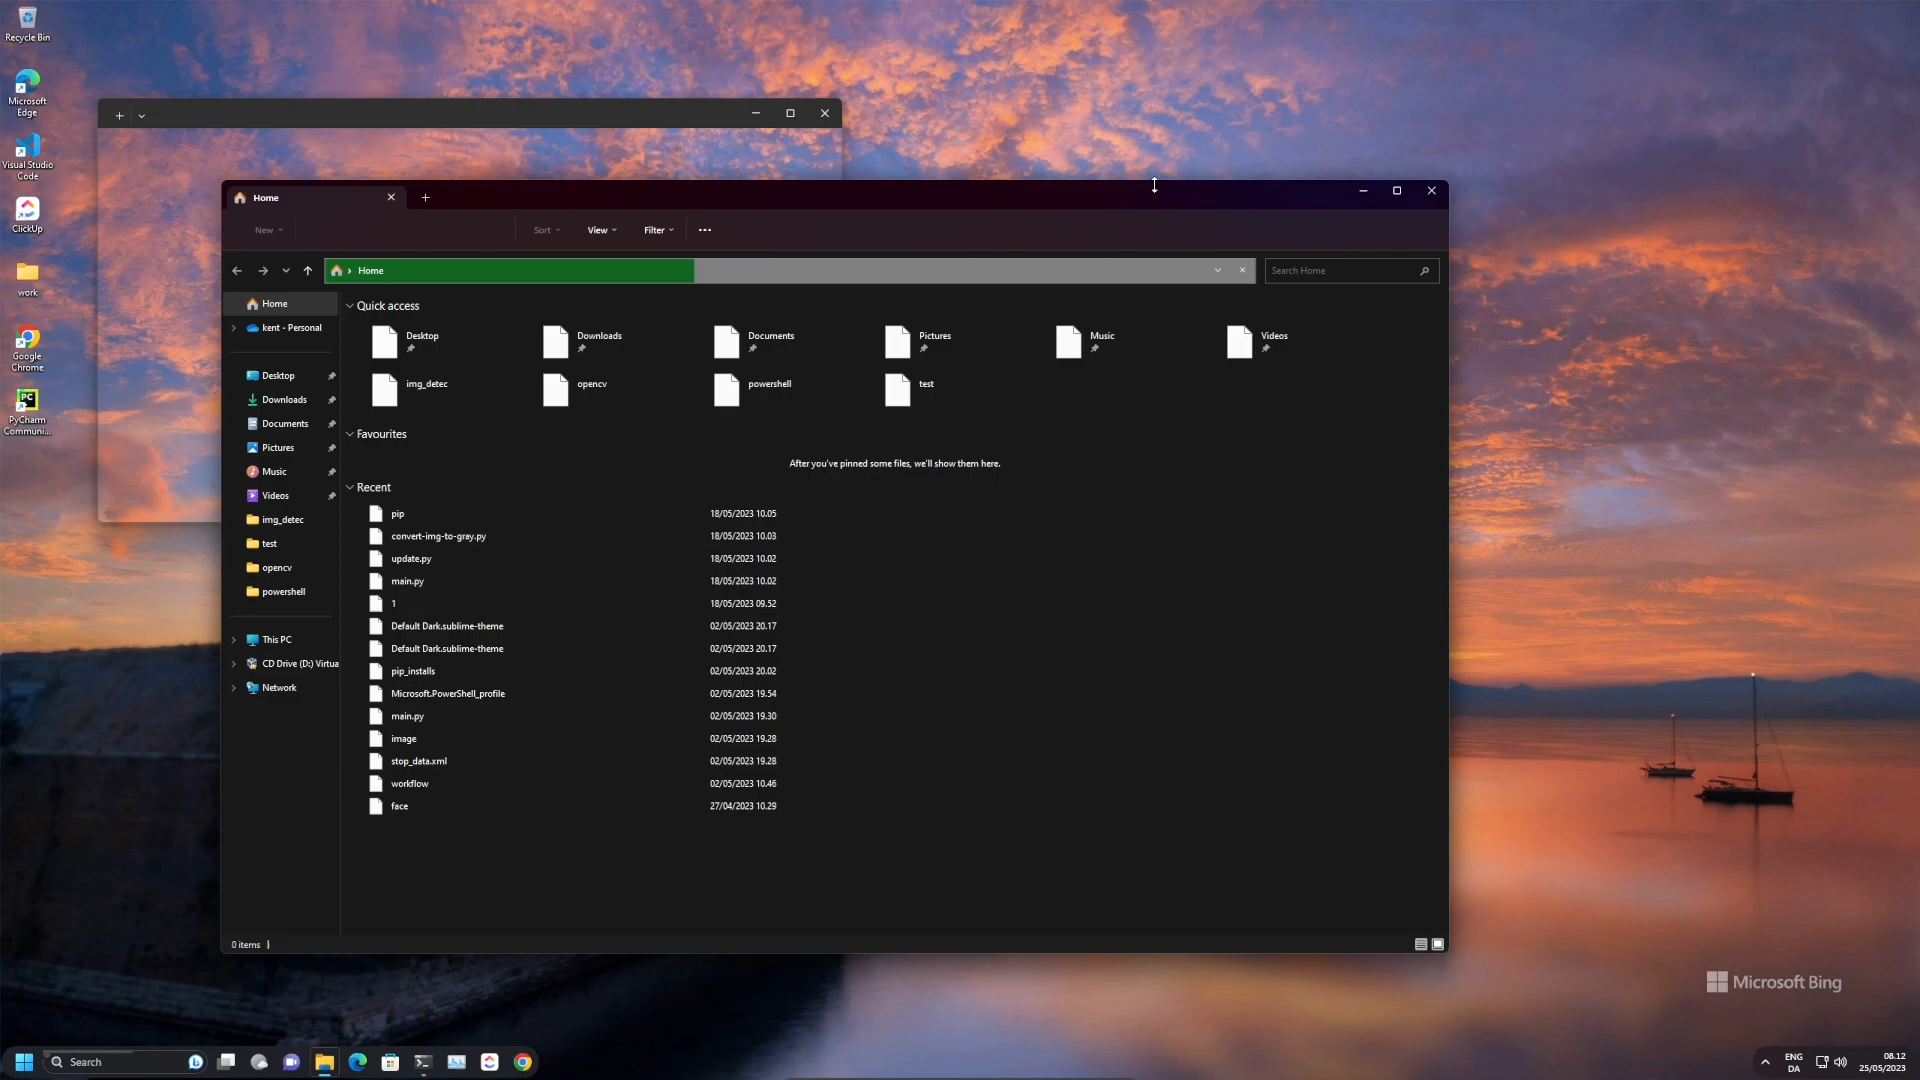 Recycle Bin
Microsoft
Edge
Visual Studio
Code
ClickUp
work
Google
Chrome
PC
PyCharm
Communi...
Home
New
Sort
View
Filter
Home
Search Home
Home
kent - Personal
Desktop
Downloads
Documents
Pictures
Music
Videos
img_detec
test
opencv
powershell
This PC
CD Drive (D:) Virtua
Network
Quick access
Desktop
Downloads
Documents
Pictures
Music
Videos
img_detec
opencv
powershell
test
Favourites
After you've pinned some files, we'll show them here.
Recent
pip 18/05/2023 10.05
convert-img-to-gray.py 18/05/2023 10.03
update.py 18/05/2023 10.02
main.py 18/05/2023 10.02
1 18/05/2023 09.52
Default Dark.sublime-theme 02/05/2023 20.17
Default Dark.sublime-theme 02/05/2023 20.17
pip_installs 02/05/2023 20.02
Microsoft.PowerShell_profile 02/05/2023 19.54
main.py 02/05/2023 19.30
image 02/05/2023 19.28
stop_data.xml 02/05/2023 19.28
workflow 02/05/2023 10.46
face 27/04/2023 10.29
0 items
Microsoft Bing
Search
ENG
DA
08.12
25/05/2023